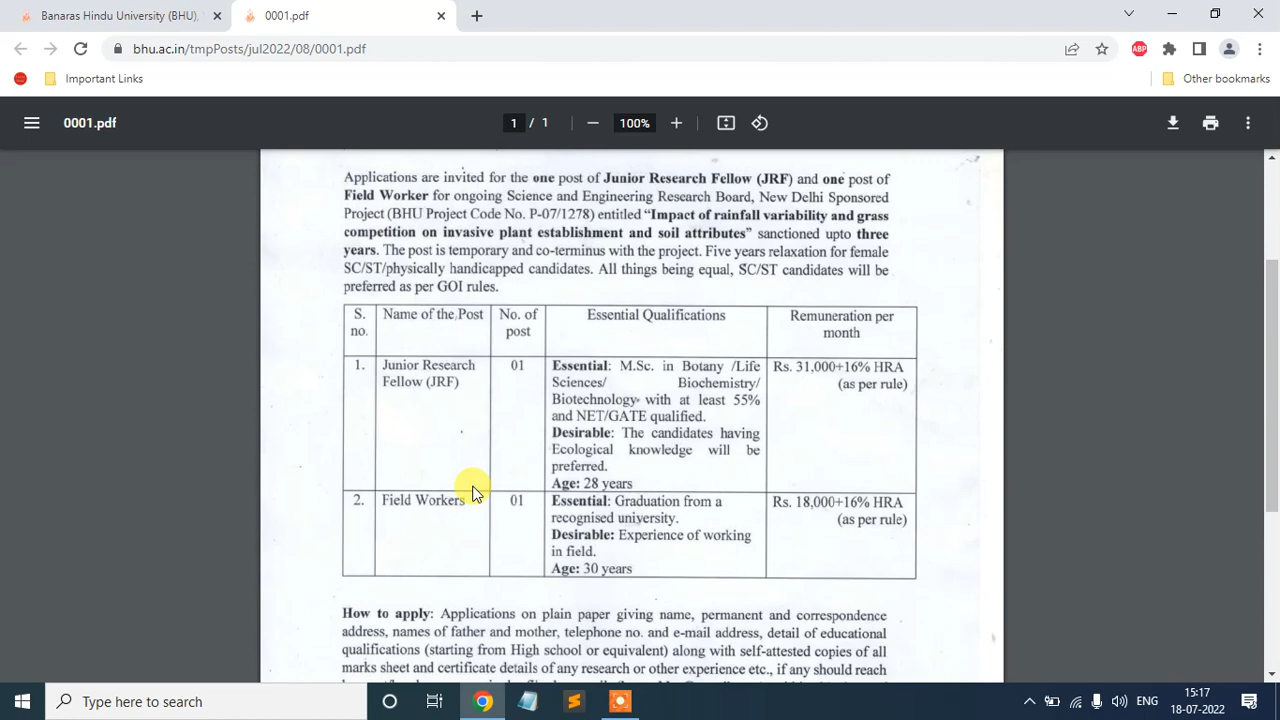 Banaras Hindu University (BHU),
0001.pdf
bhu.ac.in/tmpPosts/jul2022/08/0001.pdf
ABP
Important Links
Other bookmarks
0001.pdf
1 / 1
100%
Applications are invited for the one post of Junior Research Fellow (JRF) and one post of
Field Worker for ongoing Science and Engineering Research Board, New Delhi Sponsored
Project (BHU Project Code No. P-07/1278) entitled “Impact of rainfall variability and grass
competition on invasive plant establishment and soil attributes” sanctioned upto three
years. The post is temporary and co-terminus with the project. Five years relaxation for female
SC/ST/physically handicapped candidates. All things being equal, SC/ST candidates will be
preferred as per GOI rules.
S. no.
Name of the Post
No. of post
Essential Qualifications
Remuneration per month
1.
Junior Research
Fellow (JRF)
01
Essential: M.Sc. in Botany /Life
Sciences/ Biochemistry/
Biotechnology with at least 55%
and NET/GATE qualified.
Desirable: The candidates having
Ecological knowledge will be
preferred.
Age: 28 years
Rs. 31,000+16% HRA
(as per rule)
2.
Field Workers
01
Essential: Graduation from a
recognised university.
Desirable: Experience of working
in field.
Age: 30 years
Rs. 18,000+16% HRA
(as per rule)
How to apply: Applications on plain paper giving name, permanent and correspondence
address, names of father and mother, telephone no. and e-mail address, detail of educational
qualifications (starting from High school or equivalent) along with self-attested copies of all
marks sheet and certificate details of any research or other experience etc., if any should reach
Type here to search
ENG
15:17
18-07-2022